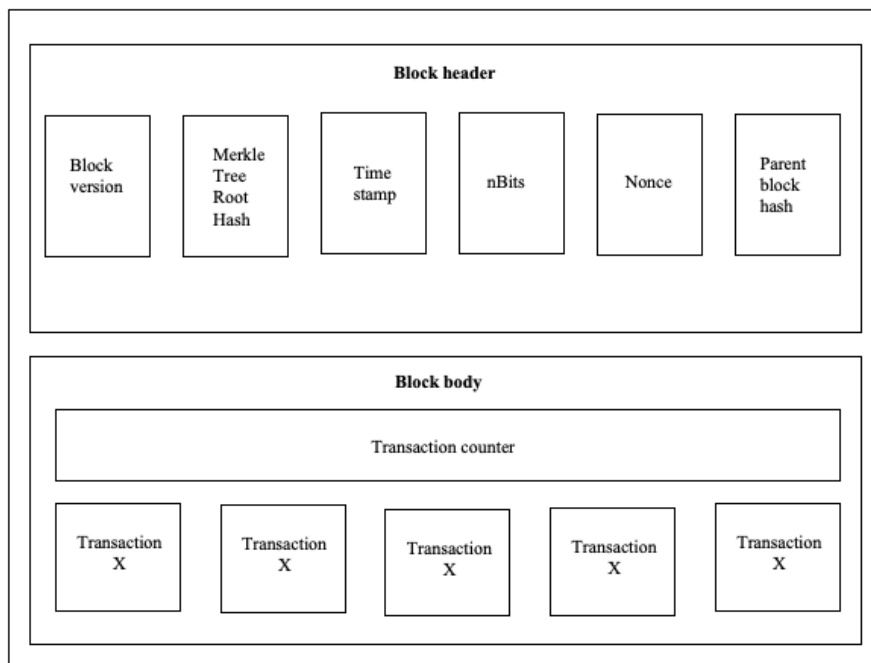 Block header
Block
version
Merkle
Tree
Root
Hash
Time
stamp
nBits
Nonce
Parent
block
hash
Block body
Transaction counter
Transaction
X
Transaction
X
Transaction
X
Transaction
X
Transaction
X